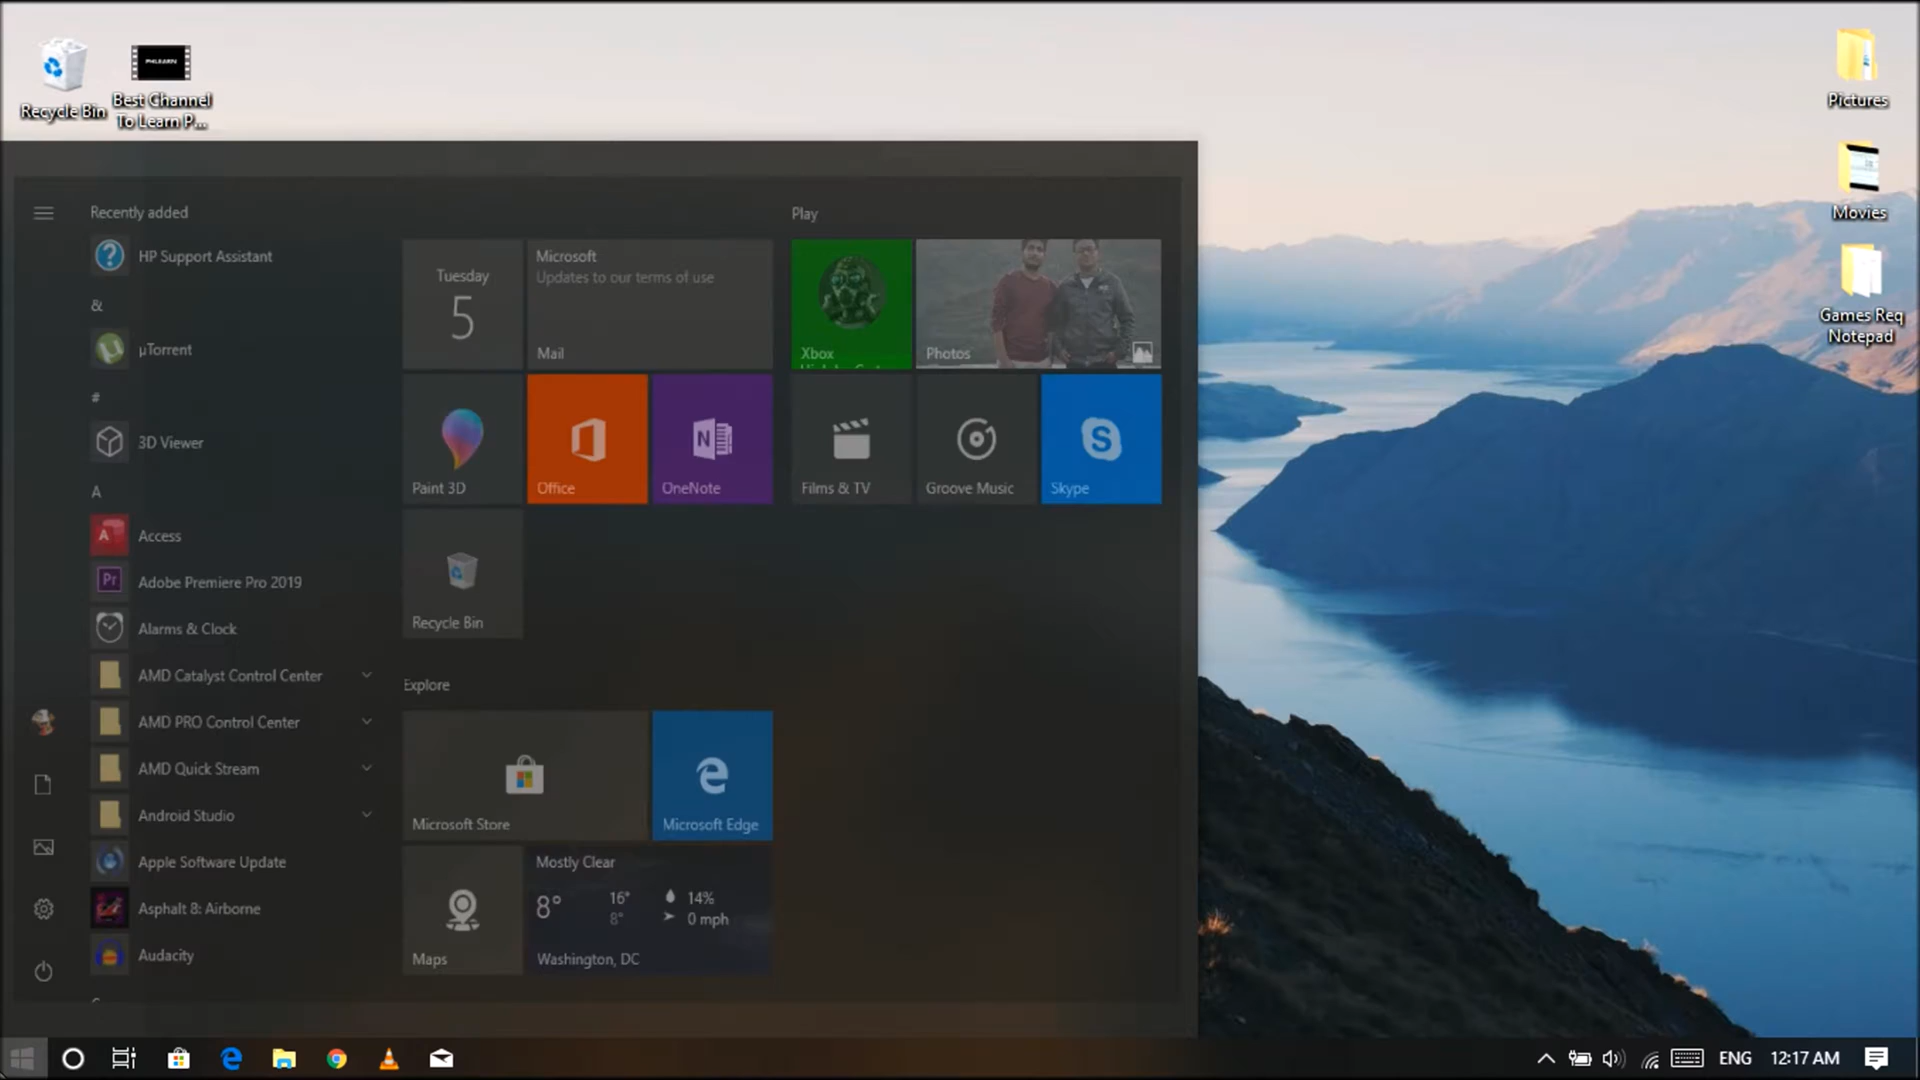 PHLEARN
Recycle Bin
Best Channel
To Learn P...
Pictures
Movies
Games Req
Notepad
Recently added
HP Support Assistant
&
µTorrent
#
3D Viewer
A
Access
Adobe Premiere Pro 2019
Alarms & Clock
AMD Catalyst Control Center
AMD PRO Control Center
AMD Quick Stream
Android Studio
Apple Software Update
Asphalt 8: Airborne
Audacity
Tuesday
5
Microsoft
Updates to our terms of use
Mail
Paint 3D
Office
OneNote
Recycle Bin
Explore
Microsoft Store
Microsoft Edge
Maps
Mostly Clear
8°
16°
8°
14%
0 mph
Washington, DC
Play
Xbox
Photos
Films & TV
Groove Music
Skype
ENG
12:17 AM